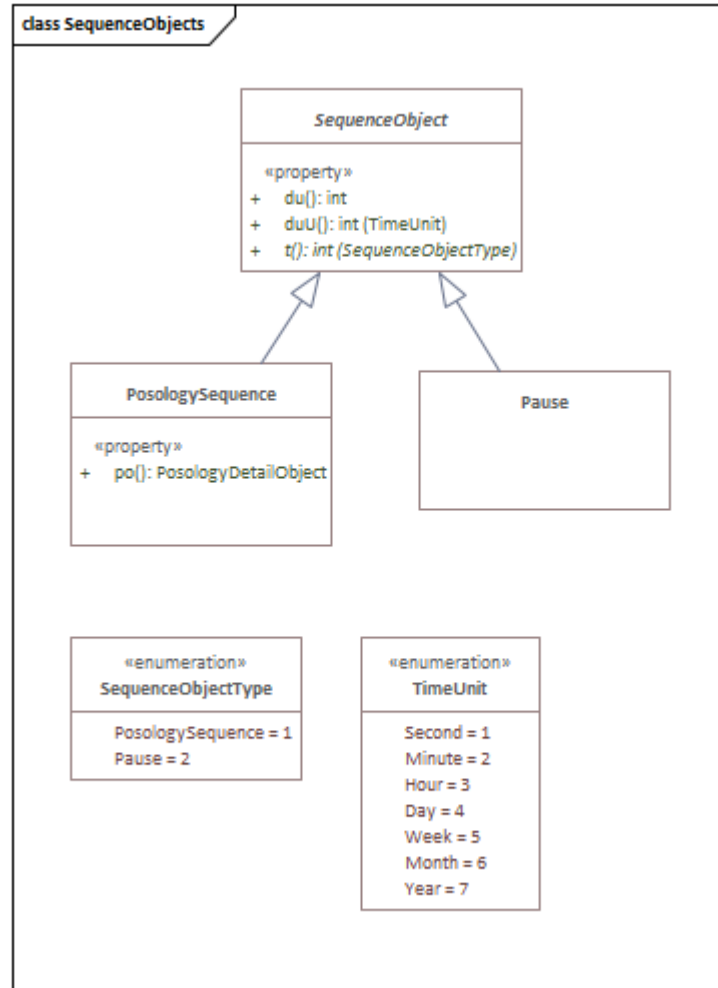 class SequenceObjects
SequenceObject
«property»
+ du(): int
+ duU(): int (TimeUnit)
+ t(): int (SequenceObjectType)
PosologySequence
«property»
+ po(): PosologyDetailObject
Pause
«enumeration»
SequenceObjectType
PosologySequence = 1
Pause = 2
«enumeration»
TimeUnit
Second = 1
Minute = 2
Hour = 3
Day = 4
Week = 5
Month = 6
Year = 7